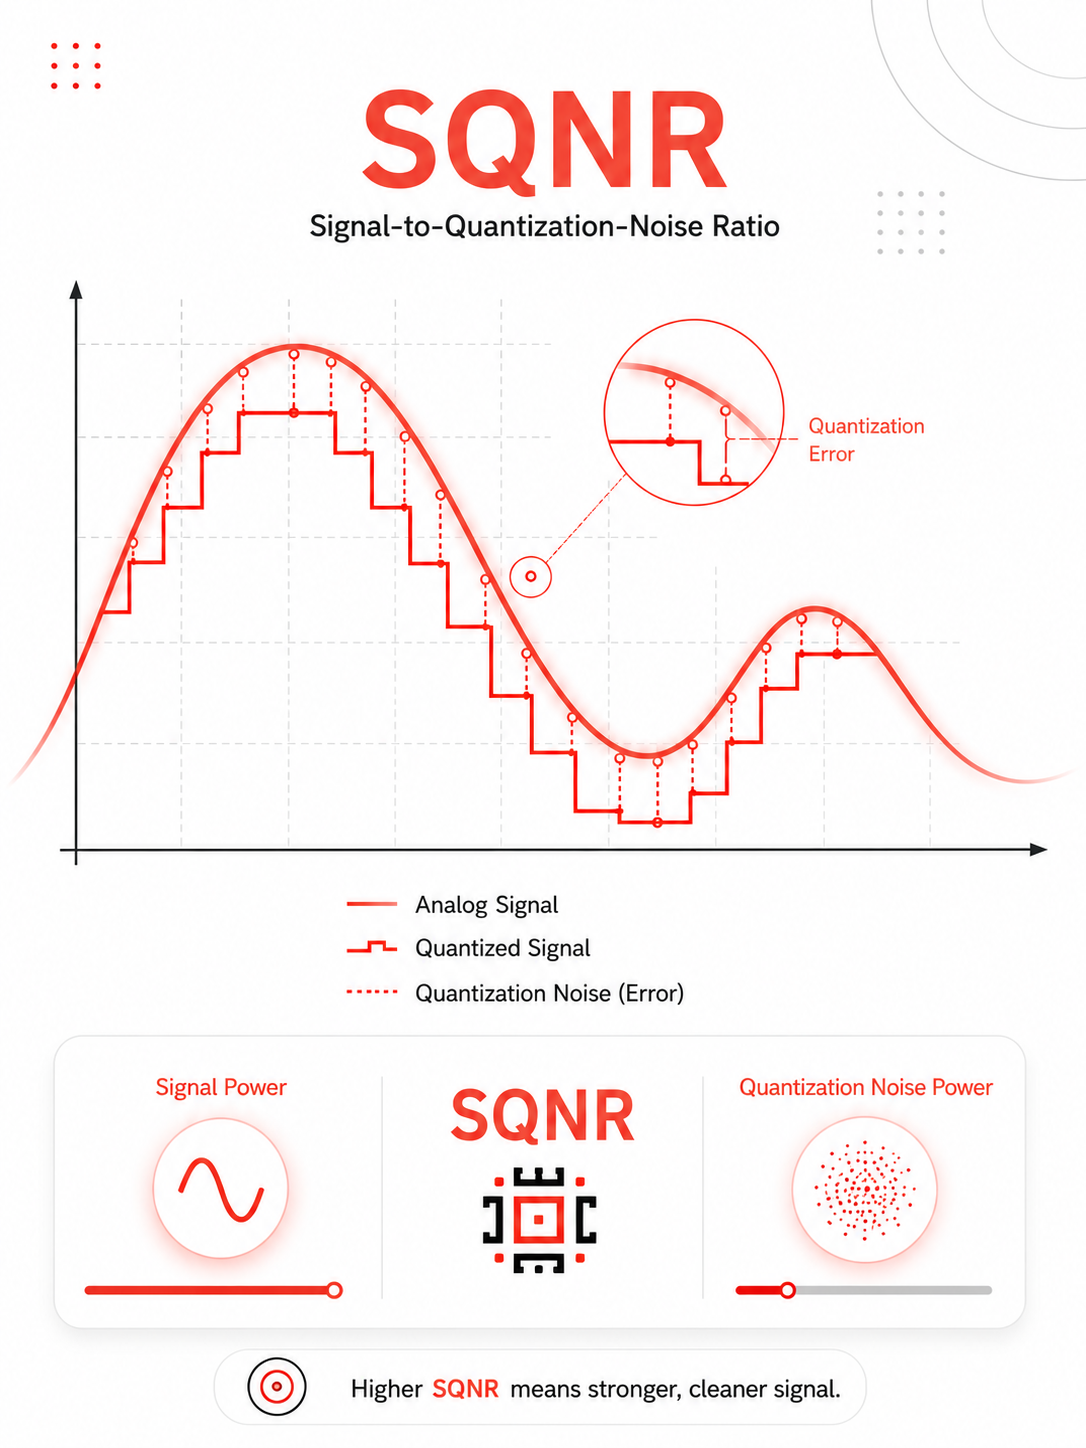 SQNR
Signal-to-Quantization-Noise Ratio
Quantization
Error
Analog Signal
Quantized Signal
Quantization Noise (Error)
Signal Power
SQNR
Quantization Noise Power
Higher SQNR means stronger, cleaner signal.